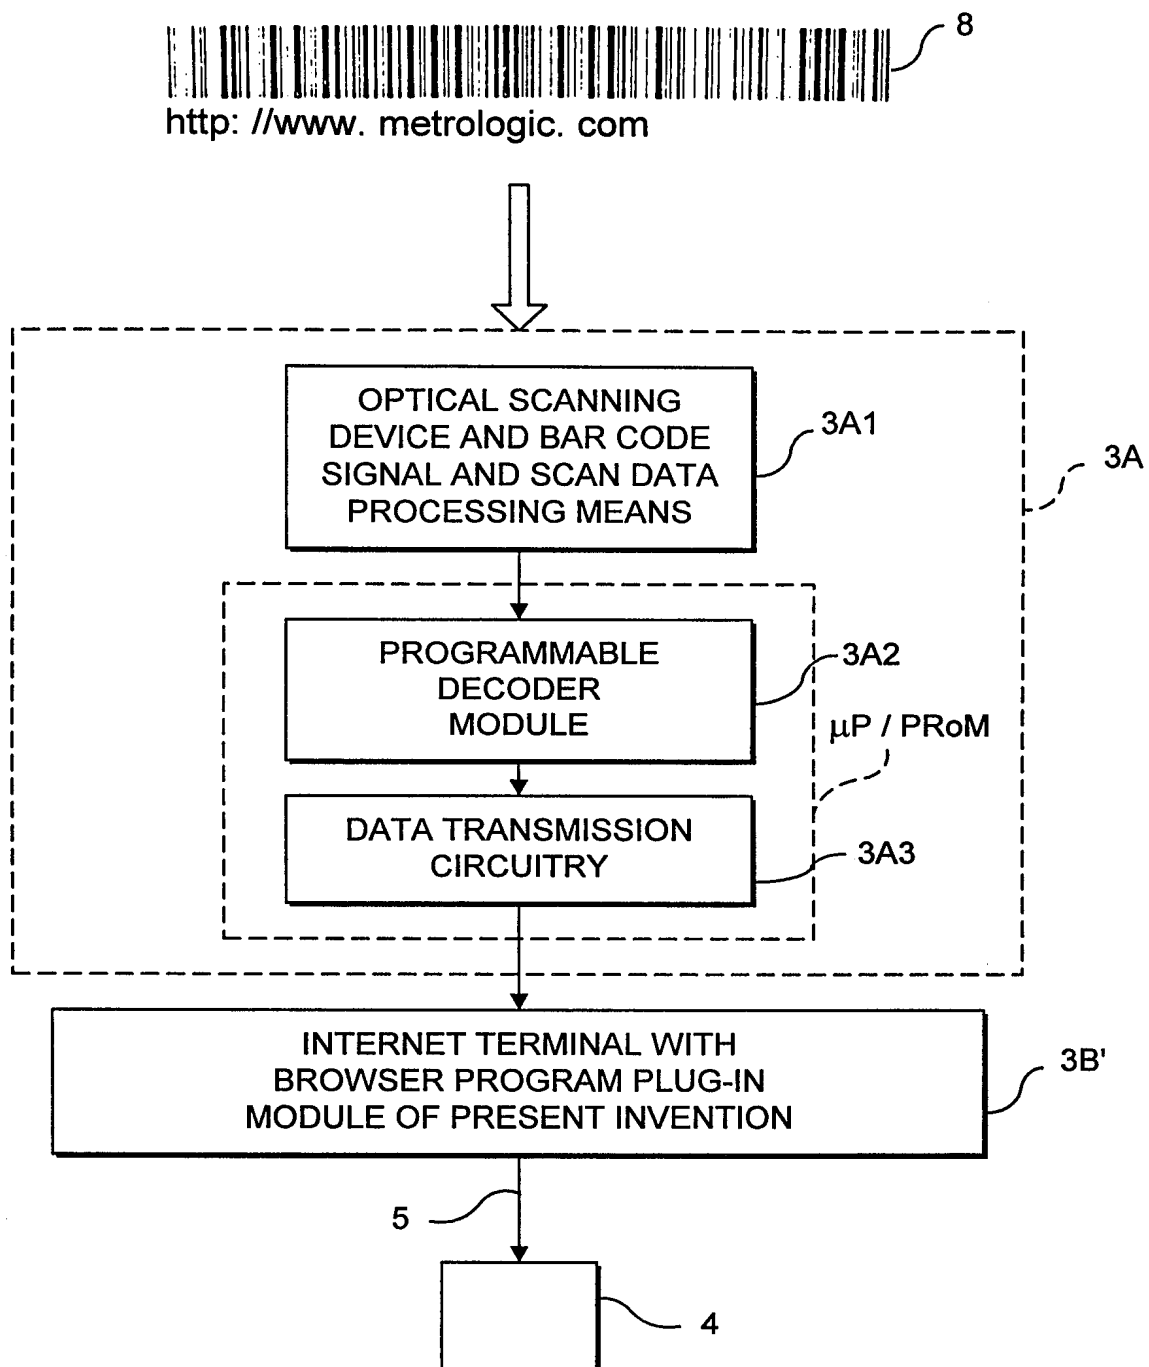 8
http: //www. metrologic. com
OPTICAL SCANNING
DEVICE AND BAR CODE
SIGNAL AND SCAN DATA
PROCESSING MEANS
3A1
3A
PROGRAMMABLE
DECODER
MODULE
3A2
µP / PRoM
DATA TRANSMISSION
CIRCUITRY
3A3
INTERNET TERMINAL WITH
BROWSER PROGRAM PLUG-IN
MODULE OF PRESENT INVENTION
3B'
5
4